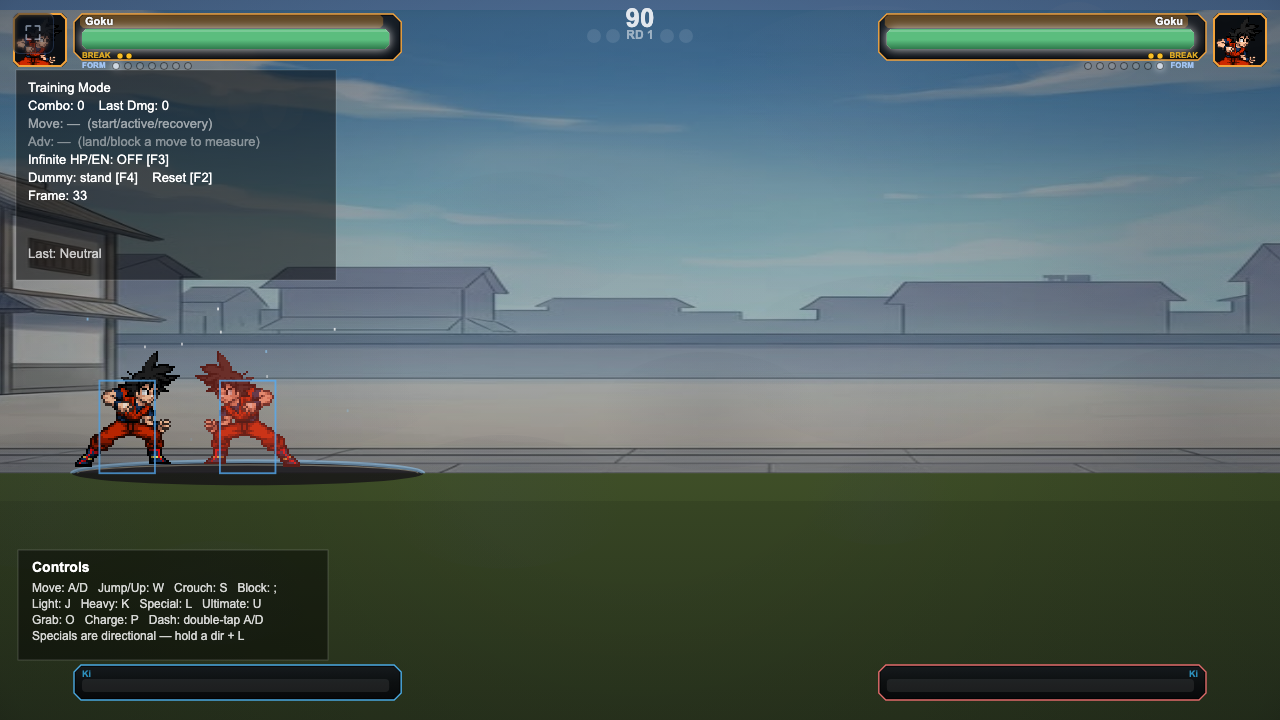 90
RD 1
Goku
BREAK
FORM
Goku
BREAK
FORM
Training Mode
Combo: 0 Last Dmg: 0
Move: — (start/active/recovery)
Adv: — (land/block a move to measure)
Infinite HP/EN: OFF [F3]
Dummy: stand [F4] Reset [F2]
Frame: 33
Last: Neutral
Controls
Move: A/D Jump/Up: W Crouch: S Block: ;
Light: J Heavy: K Special: L Ultimate: U
Grab: O Charge: P Dash: double-tap A/D
Specials are directional — hold a dir + L
Ki
Ki